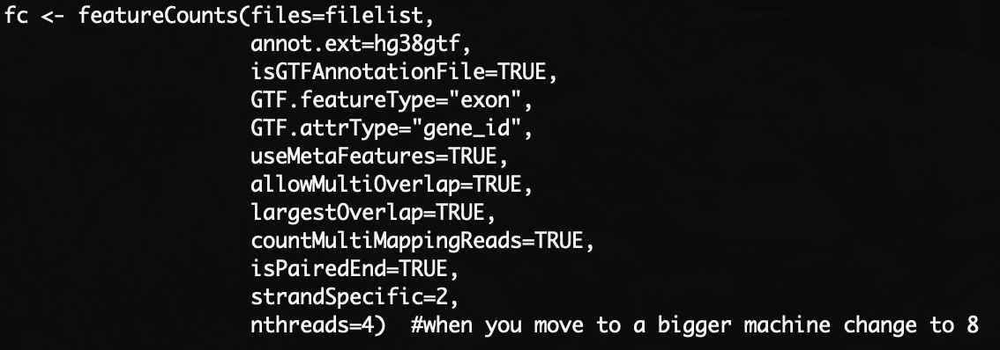 fc <- featureCounts(files=filelist,
annot.ext=hg38gtf,
isGTFAnnotationFile=TRUE,
GTF.featureType="exon",
GTF.attrType="gene_id",
useMetaFeatures=TRUE,
allowMultiOverlap=TRUE,
largestOverlap=TRUE,
countMultiMappingReads=TRUE,
isPairedEnd=TRUE,
strandSpecific=2,
nthreads=4)  #when you move to a bigger machine change to 8